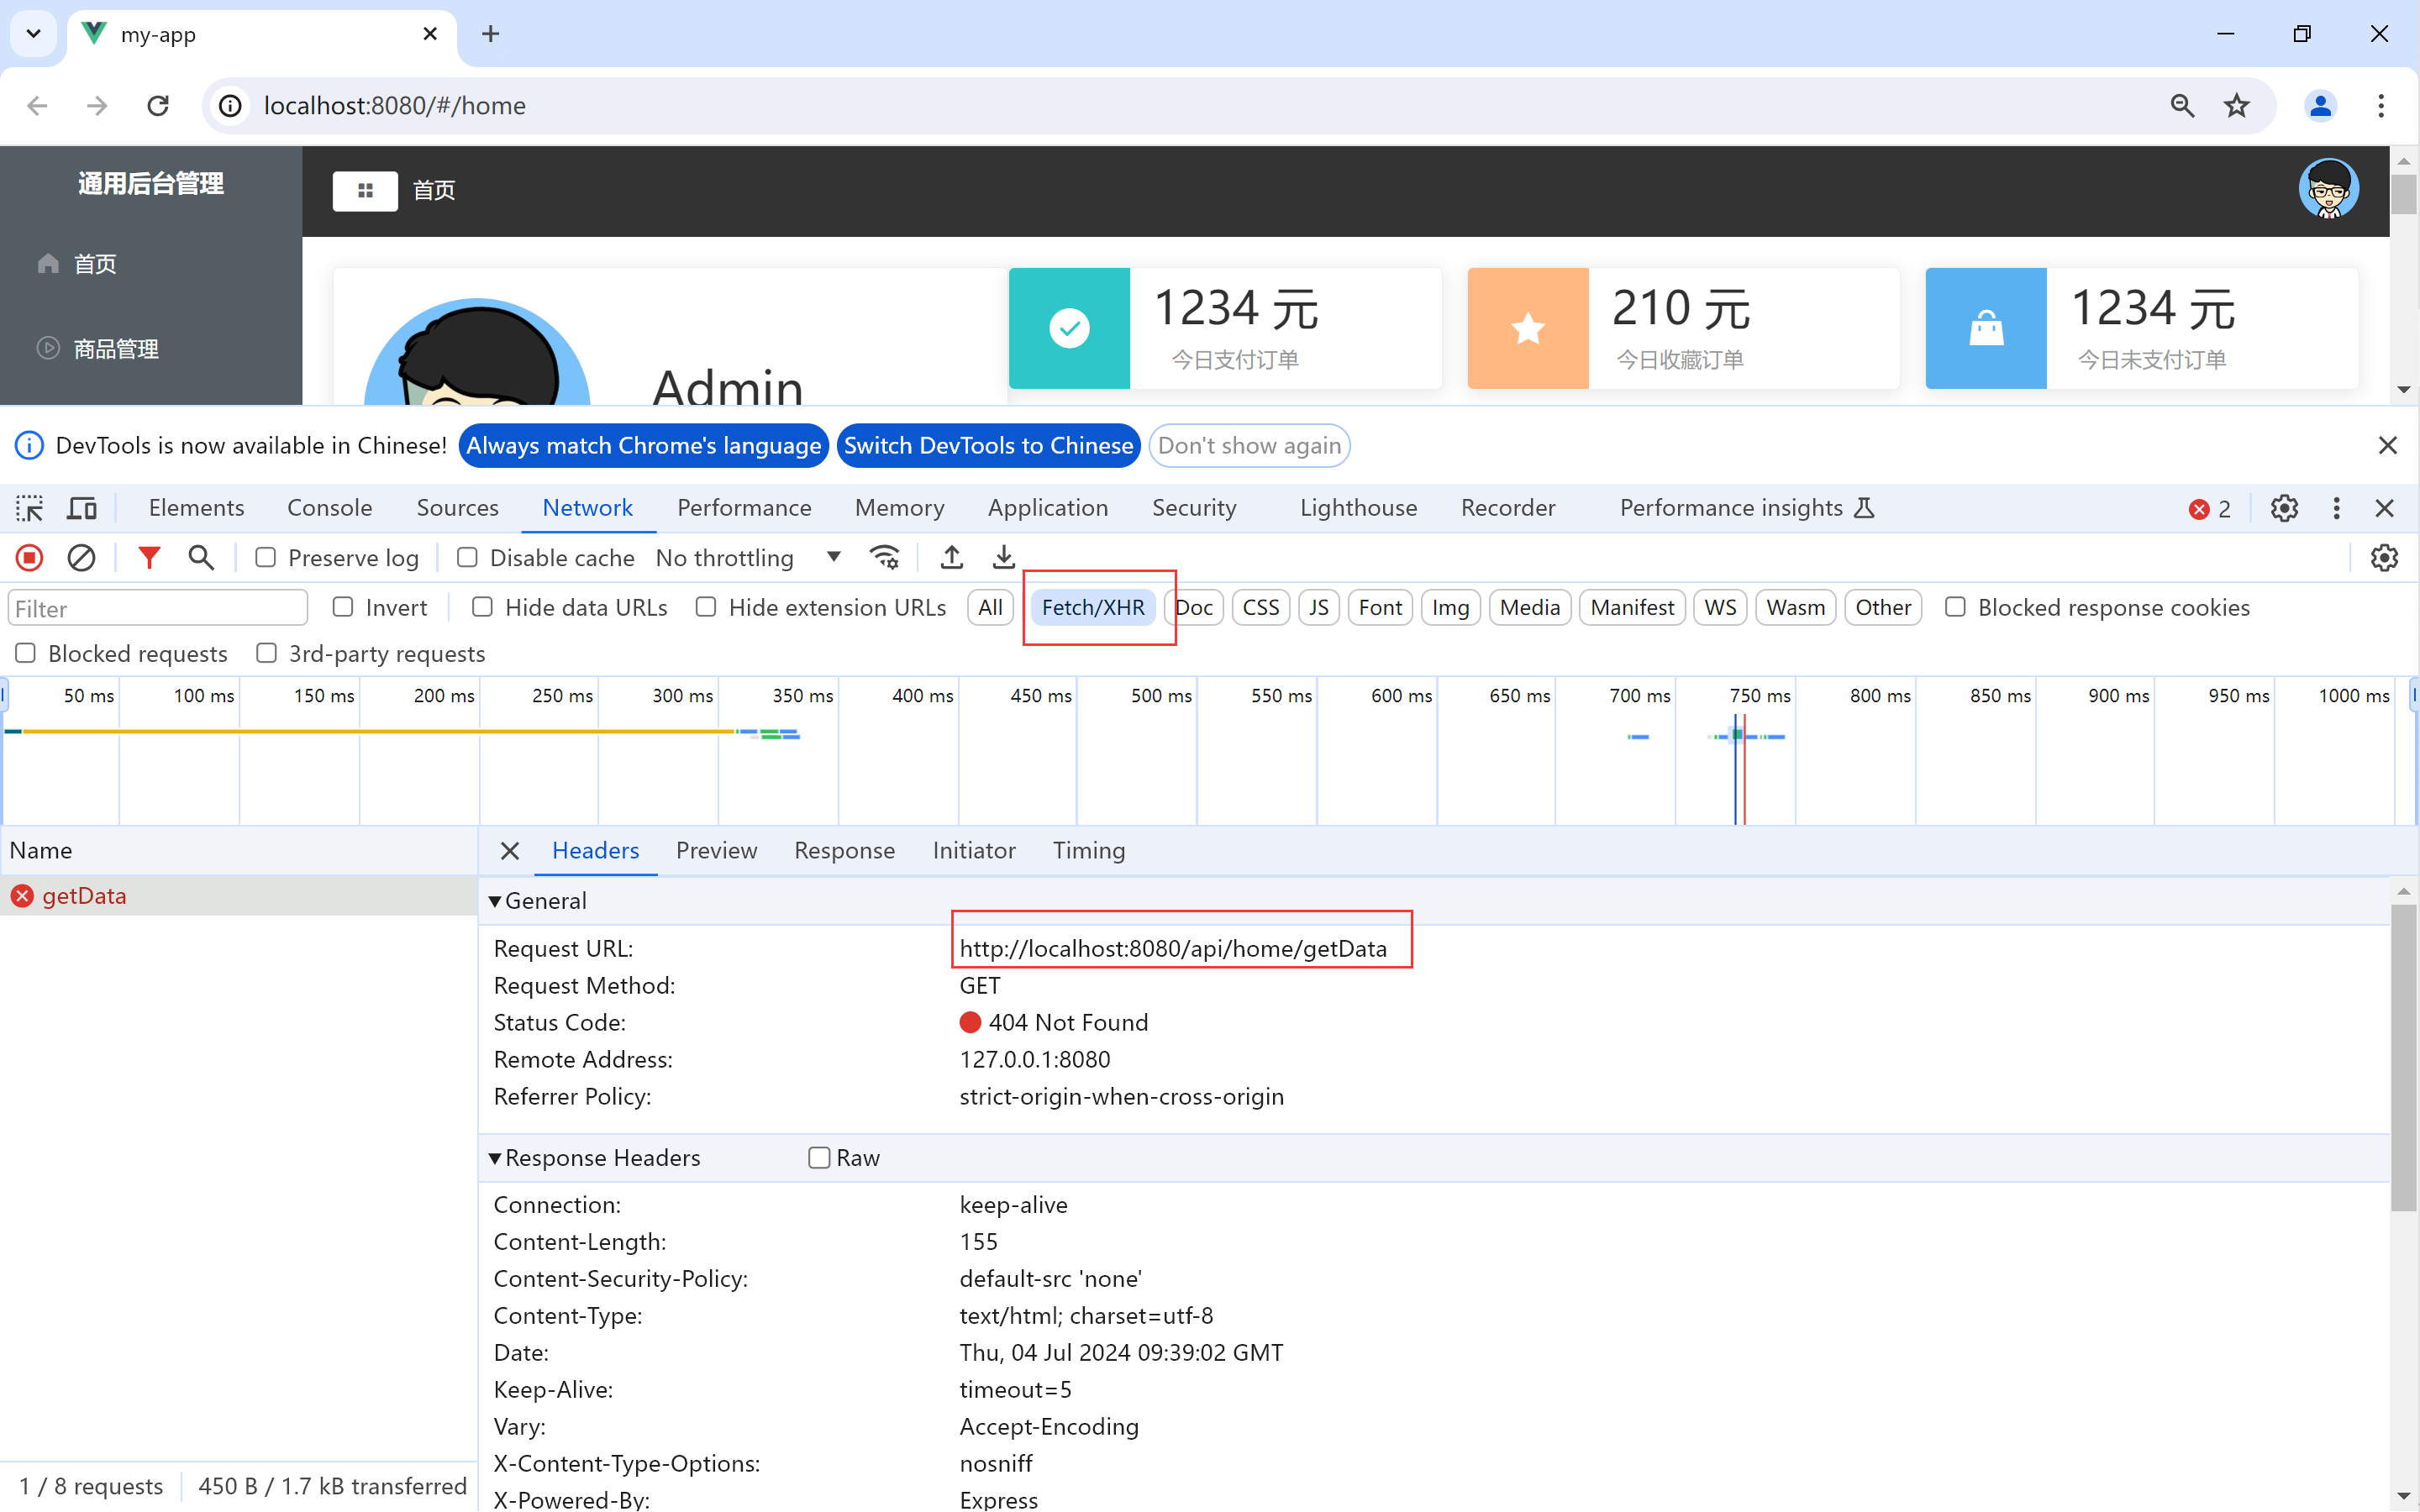 my-app
localhost:8080/#/home
通用后台管理
首页
首页
商品管理
Admin
1234 元
今日支付订单
210 元
今日收藏订单
1234 元
今日未支付订单
DevTools is now available in Chinese! Always match Chrome's language Switch DevTools to Chinese Don't show again
Elements Console Sources Network Performance Memory Application Security Lighthouse Recorder Performance insights 2
Preserve log Disable cache No throttling
Filter Invert Hide data URLs Hide extension URLs All Fetch/XHR Doc CSS JS Font Img Media Manifest WS Wasm Other Blocked response cookies
Blocked requests 3rd-party requests
50 ms 100 ms 150 ms 200 ms 250 ms 300 ms 350 ms 400 ms 450 ms 500 ms 550 ms 600 ms 650 ms 700 ms 750 ms 800 ms 850 ms 900 ms 950 ms 1000 ms
Name
getData
1 / 8 requests 450 B / 1.7 kB transferred
Headers Preview Response Initiator Timing
General
Request URL: http://localhost:8080/api/home/getData
Request Method: GET
Status Code: 404 Not Found
Remote Address: 127.0.0.1:8080
Referrer Policy: strict-origin-when-cross-origin
Response Headers Raw
Connection: keep-alive
Content-Length: 155
Content-Security-Policy: default-src 'none'
Content-Type: text/html; charset=utf-8
Date: Thu, 04 Jul 2024 09:39:02 GMT
Keep-Alive: timeout=5
Vary: Accept-Encoding
X-Content-Type-Options: nosniff
X-Powered-By: Express